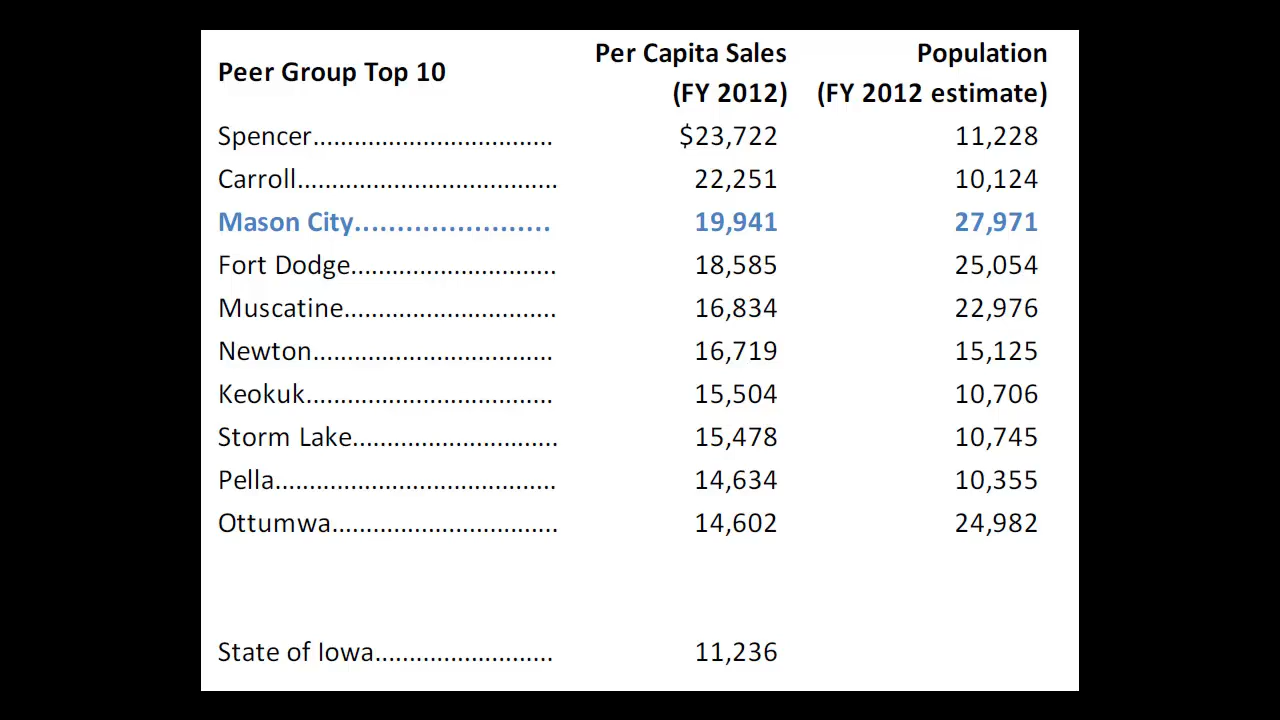 Peer Group Top 10 Per Capita Sales (FY 2012) Population (FY 2012 estimate)
Spencer.................................. $23,722 11,228
Carroll..................................... 22,251 10,124
Mason City....................... 19,941 27,971
Fort Dodge............................. 18,585 25,054
Muscatine.............................. 16,834 22,976
Newton.................................. 16,719 15,125
Keokuk................................... 15,504 10,706
Storm Lake............................. 15,478 10,745
Pella........................................ 14,634 10,355
Ottumwa................................ 14,602 24,982
State of Iowa......................... 11,236